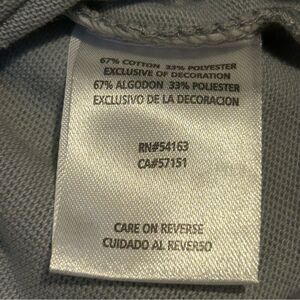 67% COTTON 33% POLYESTER
EXCLUSIVE OF DECORATION
67% ALGODON 33% POLIESTER
EXCLUSIVO DE LA DECORACION
RN#54163
CA#57151
CARE ON REVERSE
CUIDADO AL REVERSO